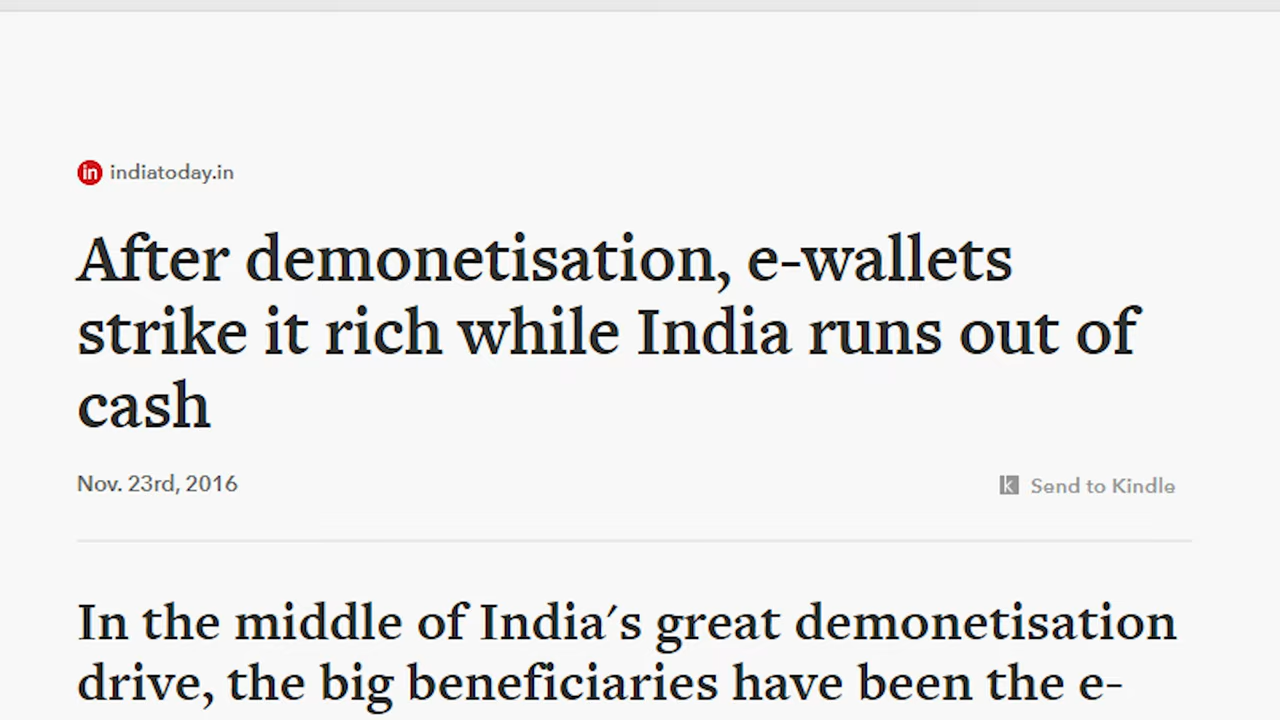 in indiatoday.in
After demonetisation, e-wallets
strike it rich while India runs out of
cash
Nov. 23rd, 2016
k Send to Kindle
In the middle of India's great demonetisation
drive, the big beneficiaries have been the e-